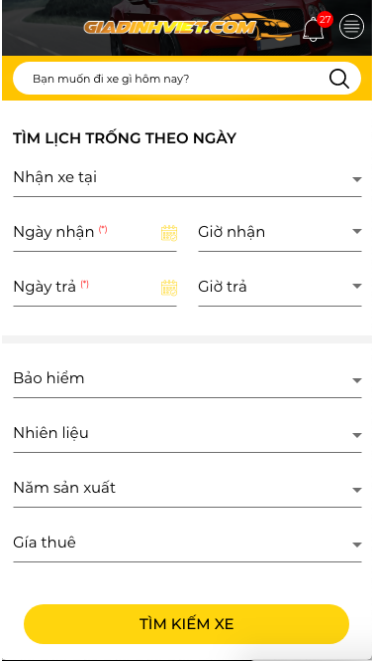 GIADINHVIET.COM
27
Bạn muốn đi xe gì hôm nay?
TÌM LỊCH TRỐNG THEO NGÀY
Nhận xe tại
Ngày nhận (*) Giờ nhận
Ngày trả (*) Giờ trả
Bảo hiểm
Nhiên liệu
Năm sản xuất
Gía thuê
TÌM KIẾM XE